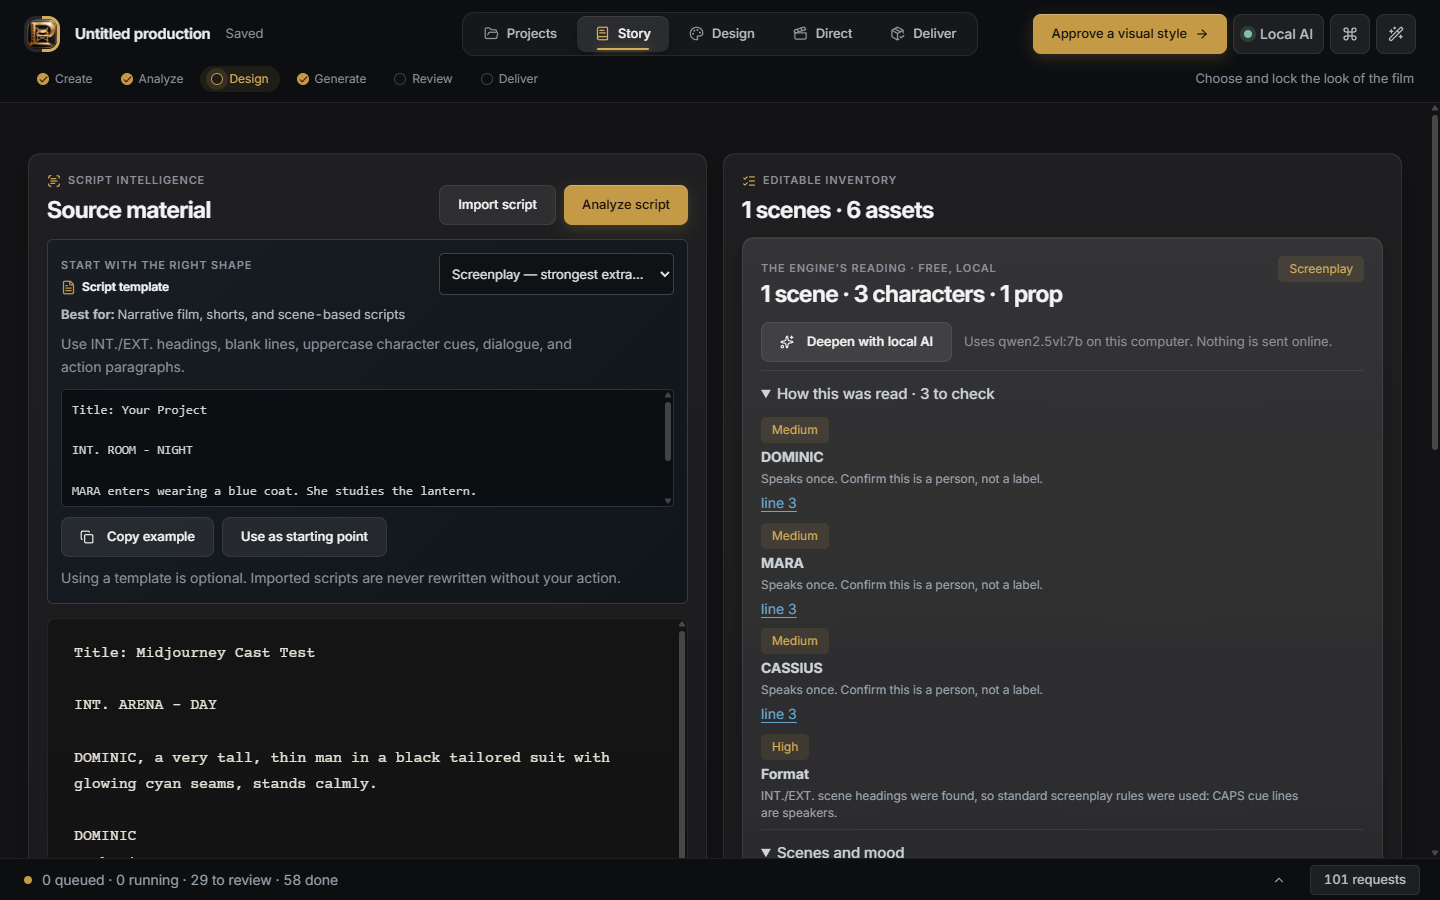 Untitled production Saved
Projects Story Design Direct Deliver
Approve a visual style → Local AI
Create Analyze Design Generate Review Deliver
Choose and lock the look of the film
SCRIPT INTELLIGENCE
Source material
Import script Analyze script
START WITH THE RIGHT SHAPE
Script template
Screenplay — strongest extra...
Best for: Narrative film, shorts, and scene-based scripts
Use INT./EXT. headings, blank lines, uppercase character cues, dialogue, and
action paragraphs.
Title: Your Project
INT. ROOM - NIGHT
MARA enters wearing a blue coat. She studies the lantern.
Copy example Use as starting point
Using a template is optional. Imported scripts are never rewritten without your action.
Title: Midjourney Cast Test
INT. ARENA - DAY
DOMINIC, a very tall, thin man in a black tailored suit with
glowing cyan seams, stands calmly.
DOMINIC
EDITABLE INVENTORY
1 scenes · 6 assets
THE ENGINE'S READING · FREE, LOCAL
Screenplay
1 scene · 3 characters · 1 prop
Deepen with local AI Uses qwen2.5vl:7b on this computer. Nothing is sent online.
▼ How this was read · 3 to check
Medium
DOMINIC
Speaks once. Confirm this is a person, not a label.
line 3
Medium
MARA
Speaks once. Confirm this is a person, not a label.
line 3
Medium
CASSIUS
Speaks once. Confirm this is a person, not a label.
line 3
High
Format
INT./EXT. scene headings were found, so standard screenplay rules were used: CAPS cue lines
are speakers.
▼ Scenes and mood
0 queued · 0 running · 29 to review · 58 done
101 requests